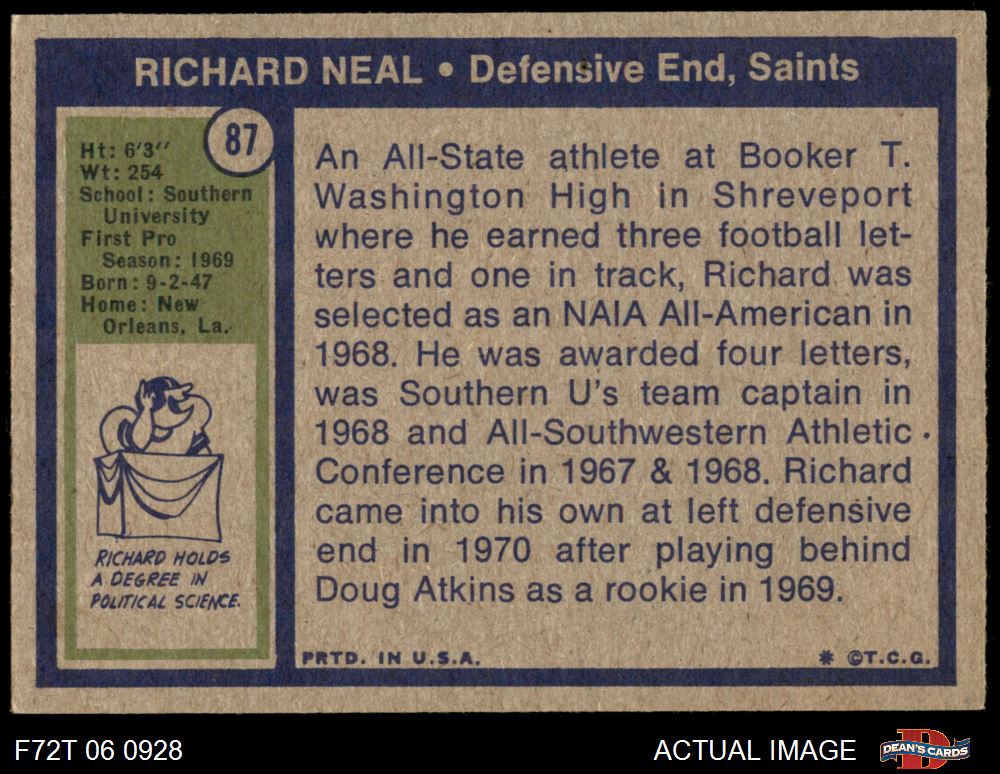 RICHARD NEAL • Defensive End, Saints
87
Ht: 6'3''
Wt: 254
School: Southern
University
First Pro
Season: 1969
Born: 9-2-47
Home: New
Orleans, La.
RICHARD HOLDS
A DEGREE IN
POLITICAL SCIENCE.
An All-State athlete at Booker T.
Washington High in Shreveport
where he earned three football let-
ters and one in track, Richard was
selected as an NAIA All-American in
1968. He was awarded four letters,
was Southern U's team captain in
1968 and All-Southwestern Athletic
Conference in 1967 & 1968. Richard
came into his own at left defensive
end in 1970 after playing behind
Doug Atkins as a rookie in 1969.
PRTD. IN U.S.A.
* ©T.C.G.
F72T 06 0928
ACTUAL IMAGE
D
DEAN'S CARDS